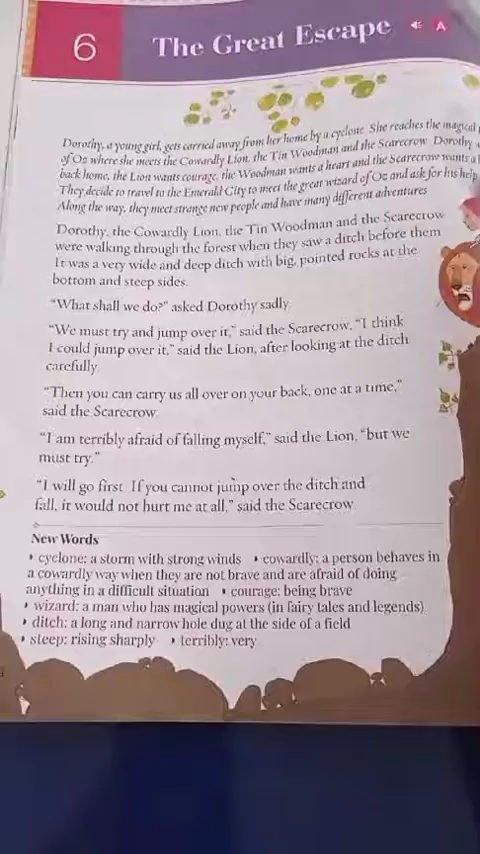 6
The Great Escape
A
Dorothy, a young girl, gets carried away from her home by a cyclone. She reaches the magical
of Oz where she meets the Cowardly Lion, the Tin Woodman and the Scarecrow. Dorothy
back home, the Lion wants courage, the Woodman wants a heart and the Scarecrow wants a
They decide to travel to the Emerald City to meet the great wizard of Oz and ask for his help.
Along the way, they meet strange new people and have many different adventures.
Dorothy, the Cowardly Lion, the Tin Woodman and the Scarecrow
were walking through the forest when they saw a ditch before them.
It was a very wide and deep ditch with big, pointed rocks at the
bottom and steep sides.
“What shall we do?” asked Dorothy sadly.
“We must try and jump over it,” said the Scarecrow. “I think
I could jump over it,” said the Lion, after looking at the ditch
carefully.
“Then you can carry us all over on your back, one at a time,”
said the Scarecrow.
“I am terribly afraid of falling myself,” said the Lion, “but we
must try.”
“I will go first. If you cannot jump over the ditch and
fall, it would not hurt me at all,” said the Scarecrow.
New Words
• cyclone: a storm with strong winds • cowardly: a person behaves in
a cowardly way when they are not brave and are afraid of doing
anything in a difficult situation • courage: being brave
• wizard: a man who has magical powers (in fairy tales and legends)
• ditch: a long and narrow hole dug at the side of a field
• steep: rising sharply • terribly: very